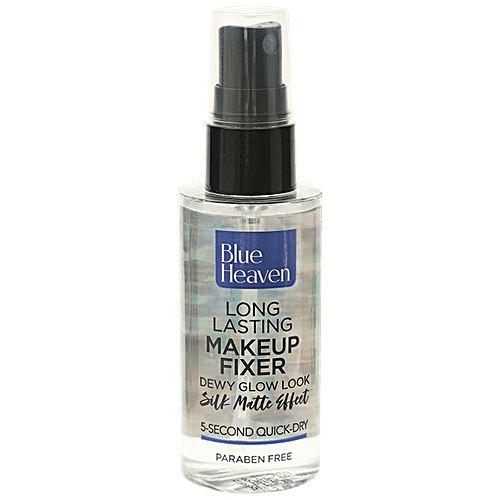 Blue
Heaven
LONG
LASTING
MAKEUP
FIXER
DEWY GLOW LOOK
Silk Matte Effect
5-SECOND QUICK-DRY
PARABEN FREE